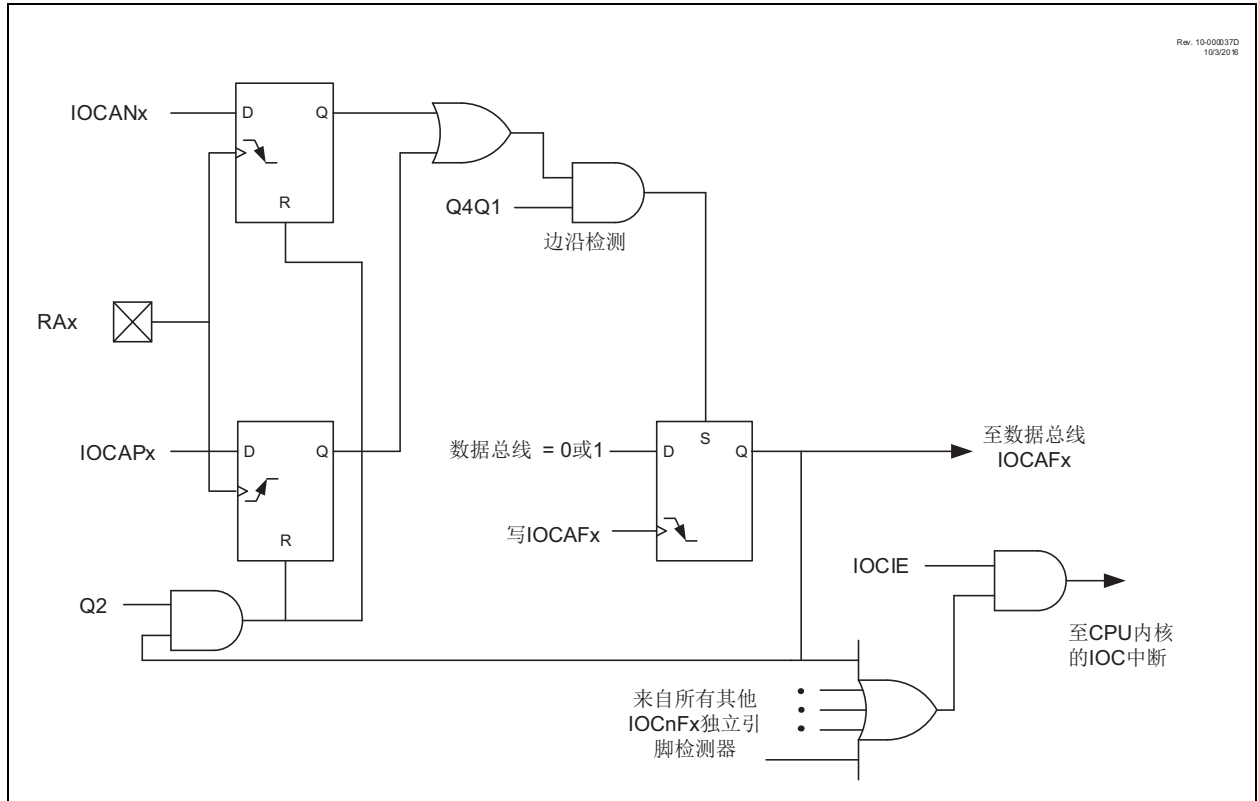 Rev. 10-000037D
10/3/2016
IOCANx
D
Q
R
Q4Q1
边沿检测
RAx
IOCAPx
D
Q
R
数据总线 = 0或1
D
S
Q
至数据总线
IOCAFx
写IOCAFx
IOCIE
Q2
至CPU内核
的IOC中断
来自所有其他
IOCnFx独立引
脚检测器